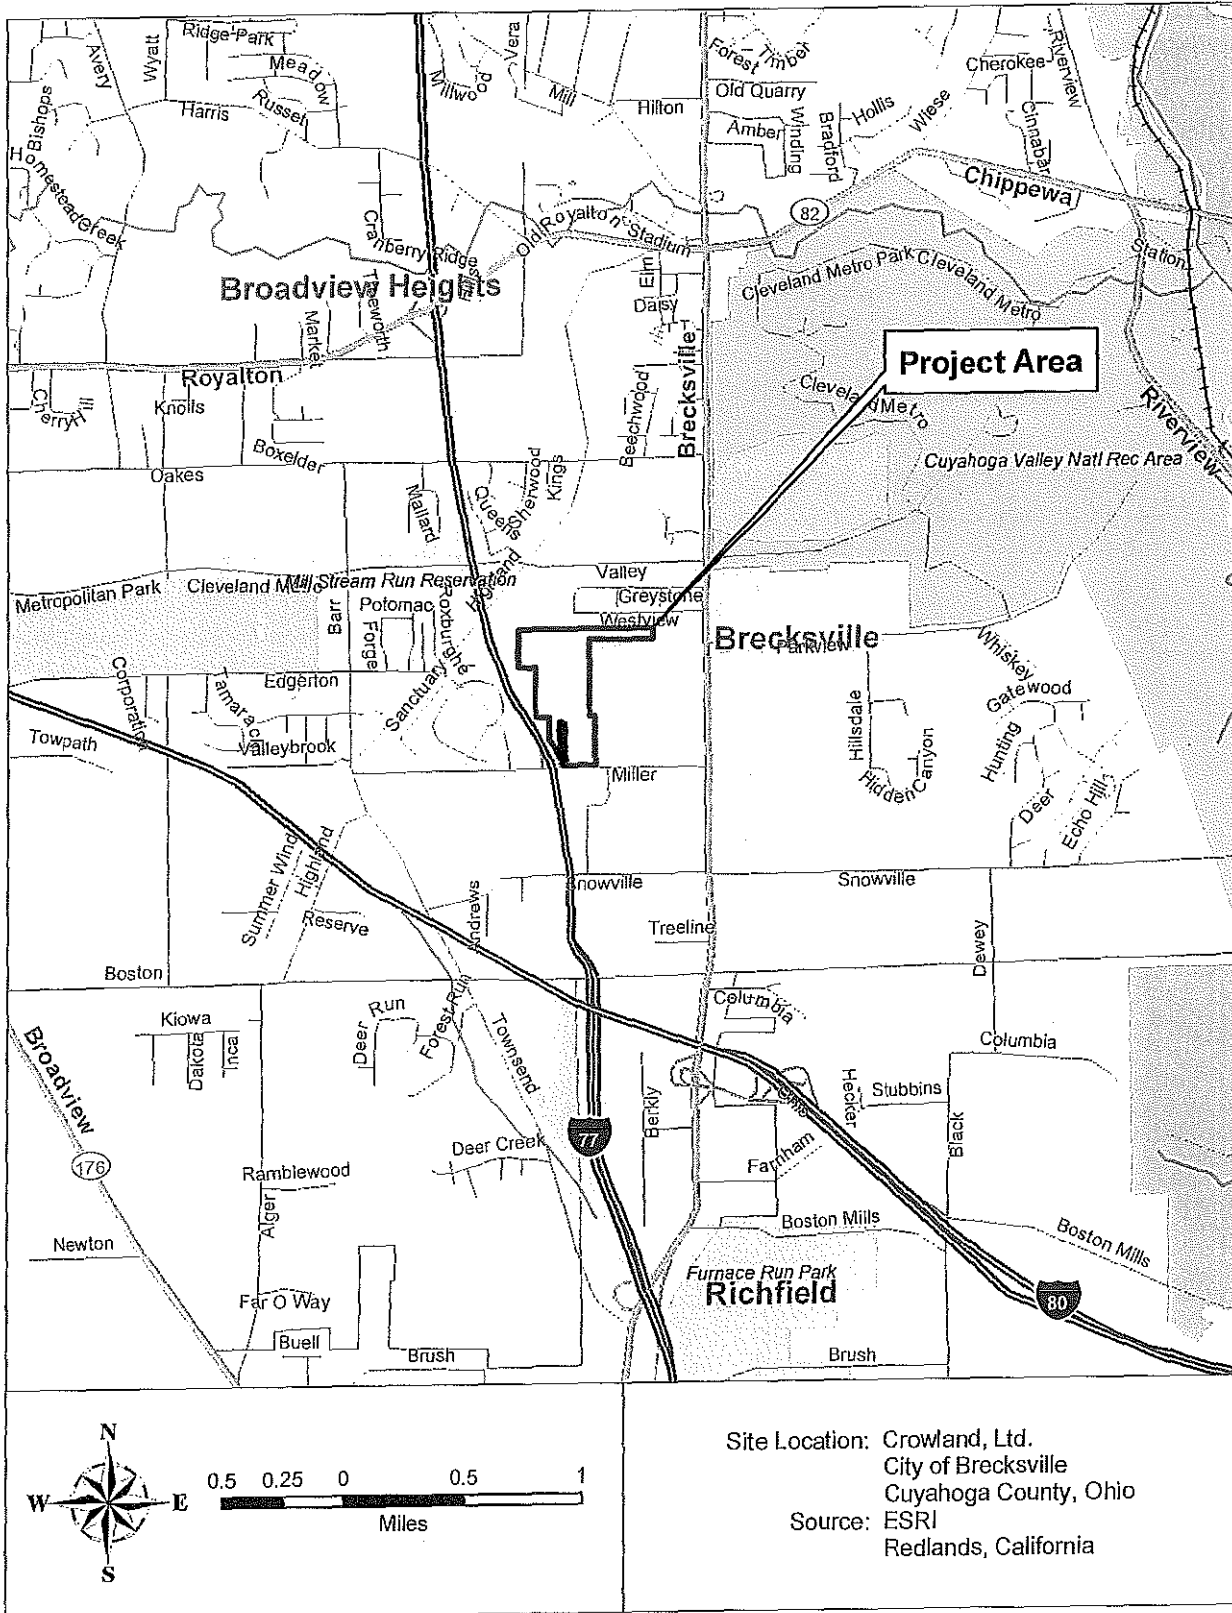 Ridge-Park
Avery
Wyatt
Meadow
Bishops
Russet
Harris
Homestead
Creek
Millwood
Vera
Mill
Hilton
Forest
Timber
Old Quarry
Amber
Winding
Bradford
Hollis
Wiese
Cherokee
Cinnabar
Riverview
Chippewa
82
Station
Cranberry Ridge
Old Royalton
Stadium
Broadview Heights
Treeworth
Market
Elm
Daisy
Cleveland Metro Park
Cleveland Metro
Project Area
Royalton
Cherry Hill
Knolls
Boxelder
Oakes
Beechwood
Brecksville
Cleveland Metro
Riverview
Cuyahoga Valley Natl Rec Area
Mallard
Queens
Sherwood
Kings
Highland
Metropolitan Park
Cleveland Metro
Mill Stream Run Reservation
Valley
Greystone
Westview
Barr
Potomac
Forge
Roxburghe
Brecksville
Parkview
Whiskey
Gatewood
Corporation
Tamarack
Edgerton
Sanctuary
Towpath
Valleybrook
Miller
Hillsdale
Hidden Canyon
Hunting
Deer
Echo Hill
Summer Wind
Highland
Snowville
Snowville
Andrews
Reserve
Treeline
Dewey
Boston
Kiowa
Dakota
Inca
Deer Run
Forest Run
Townsend
Columbia
Columbia
Broadview
176
Berkly
Hecker
Stubbins
77
Deer Creek
Farnham
Black
Ramblewood
Alger
Boston Mills
Boston Mills
Newton
Furnace Run Park
Richfield
80
Far O Way
Buell
Brush
Brush
N
W
E
S
0.5 0.25 0 0.5 1
Miles
Site Location: Crowland, Ltd.
City of Brecksville
Cuyahoga County, Ohio
Source: ESRI
Redlands, California